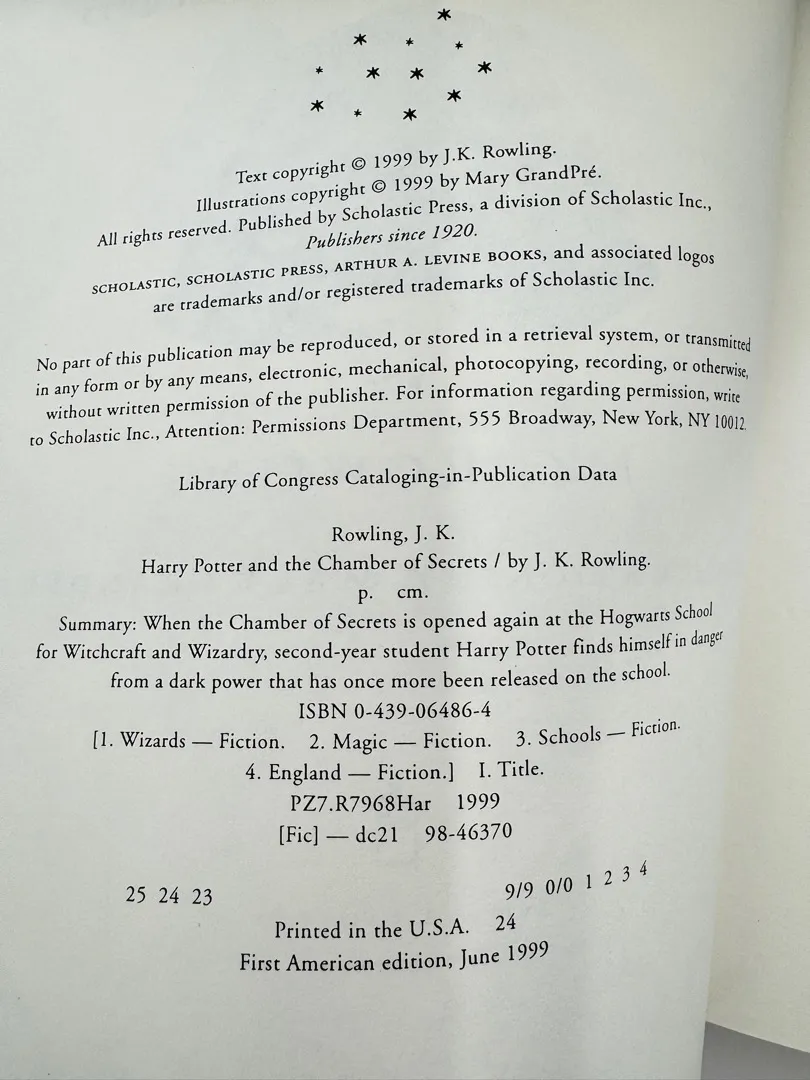 Text copyright © 1999 by J.K. Rowling.
Illustrations copyright © 1999 by Mary GrandPré.
All rights reserved. Published by Scholastic Press, a division of Scholastic Inc.,
Publishers since 1920.
SCHOLASTIC, SCHOLASTIC PRESS, ARTHUR A. LEVINE BOOKS, and associated logos
are trademarks and/or registered trademarks of Scholastic Inc.
No part of this publication may be reproduced, or stored in a retrieval system, or transmitted
in any form or by any means, electronic, mechanical, photocopying, recording, or otherwise,
without written permission of the publisher. For information regarding permission, write
to Scholastic Inc., Attention: Permissions Department, 555 Broadway, New York, NY 10012.
Library of Congress Cataloging-in-Publication Data
Rowling, J. K.
Harry Potter and the Chamber of Secrets / by J. K. Rowling.
p. cm.
Summary: When the Chamber of Secrets is opened again at the Hogwarts School
for Witchcraft and Wizardry, second-year student Harry Potter finds himself in danger
from a dark power that has once more been released on the school.
ISBN 0-439-06486-4
[1. Wizards — Fiction. 2. Magic — Fiction. 3. Schools — Fiction.
4. England — Fiction.] I. Title.
PZ7.R7968Har 1999
[Fic] — dc21 98-46370
25 24 23 9/9 0/0 1 2 3 4
Printed in the U.S.A. 24
First American edition, June 1999